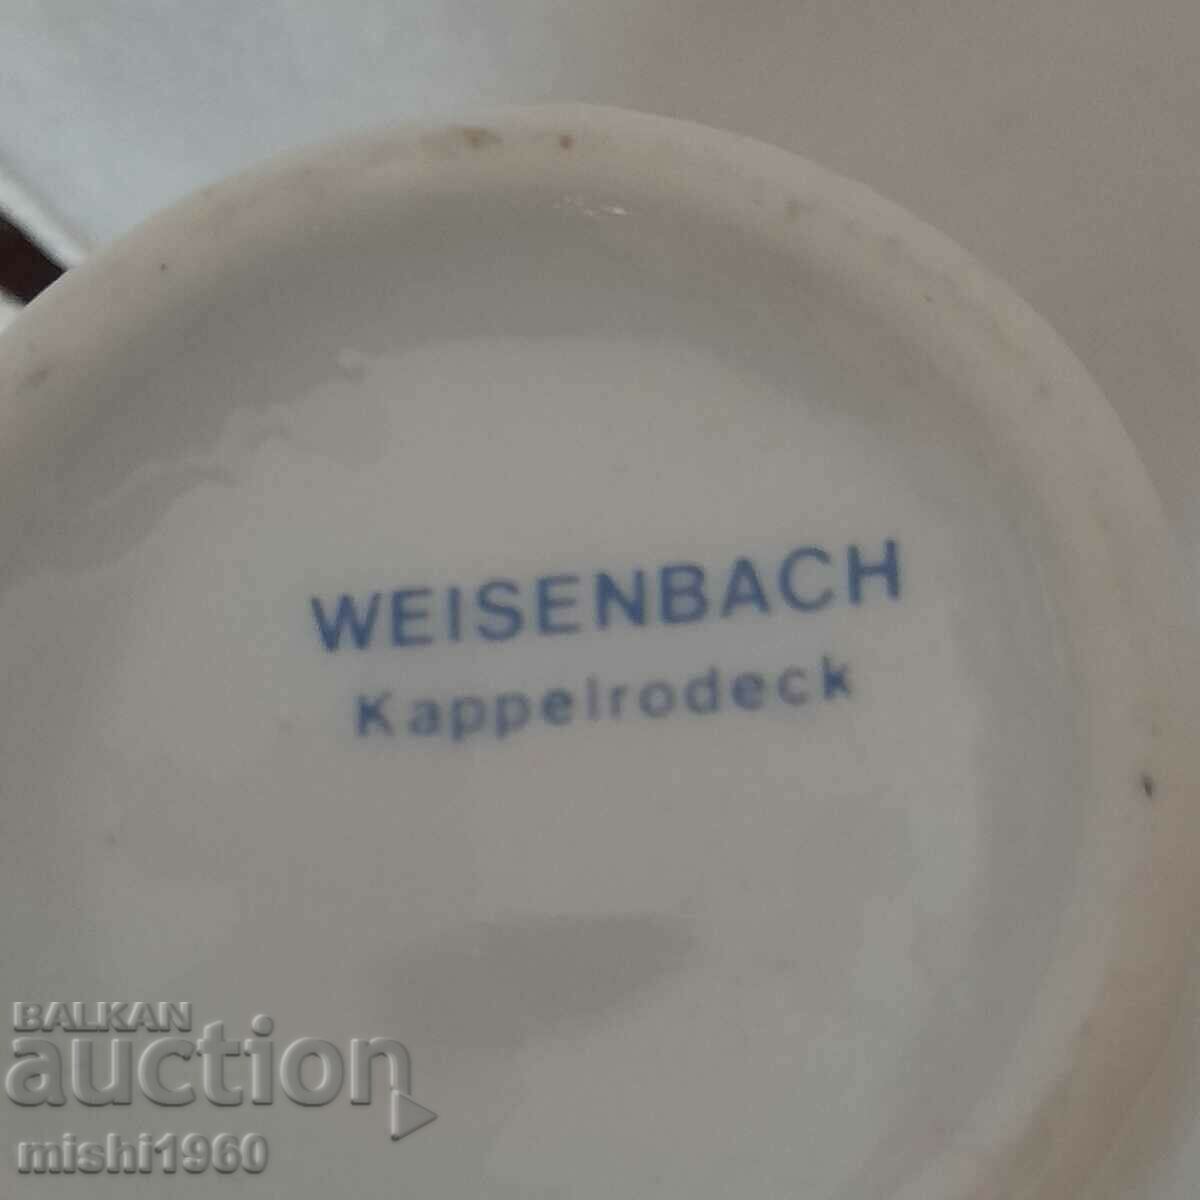 WEISENBACH
Kappelrodeck
BALKAN
auction
mishi1960